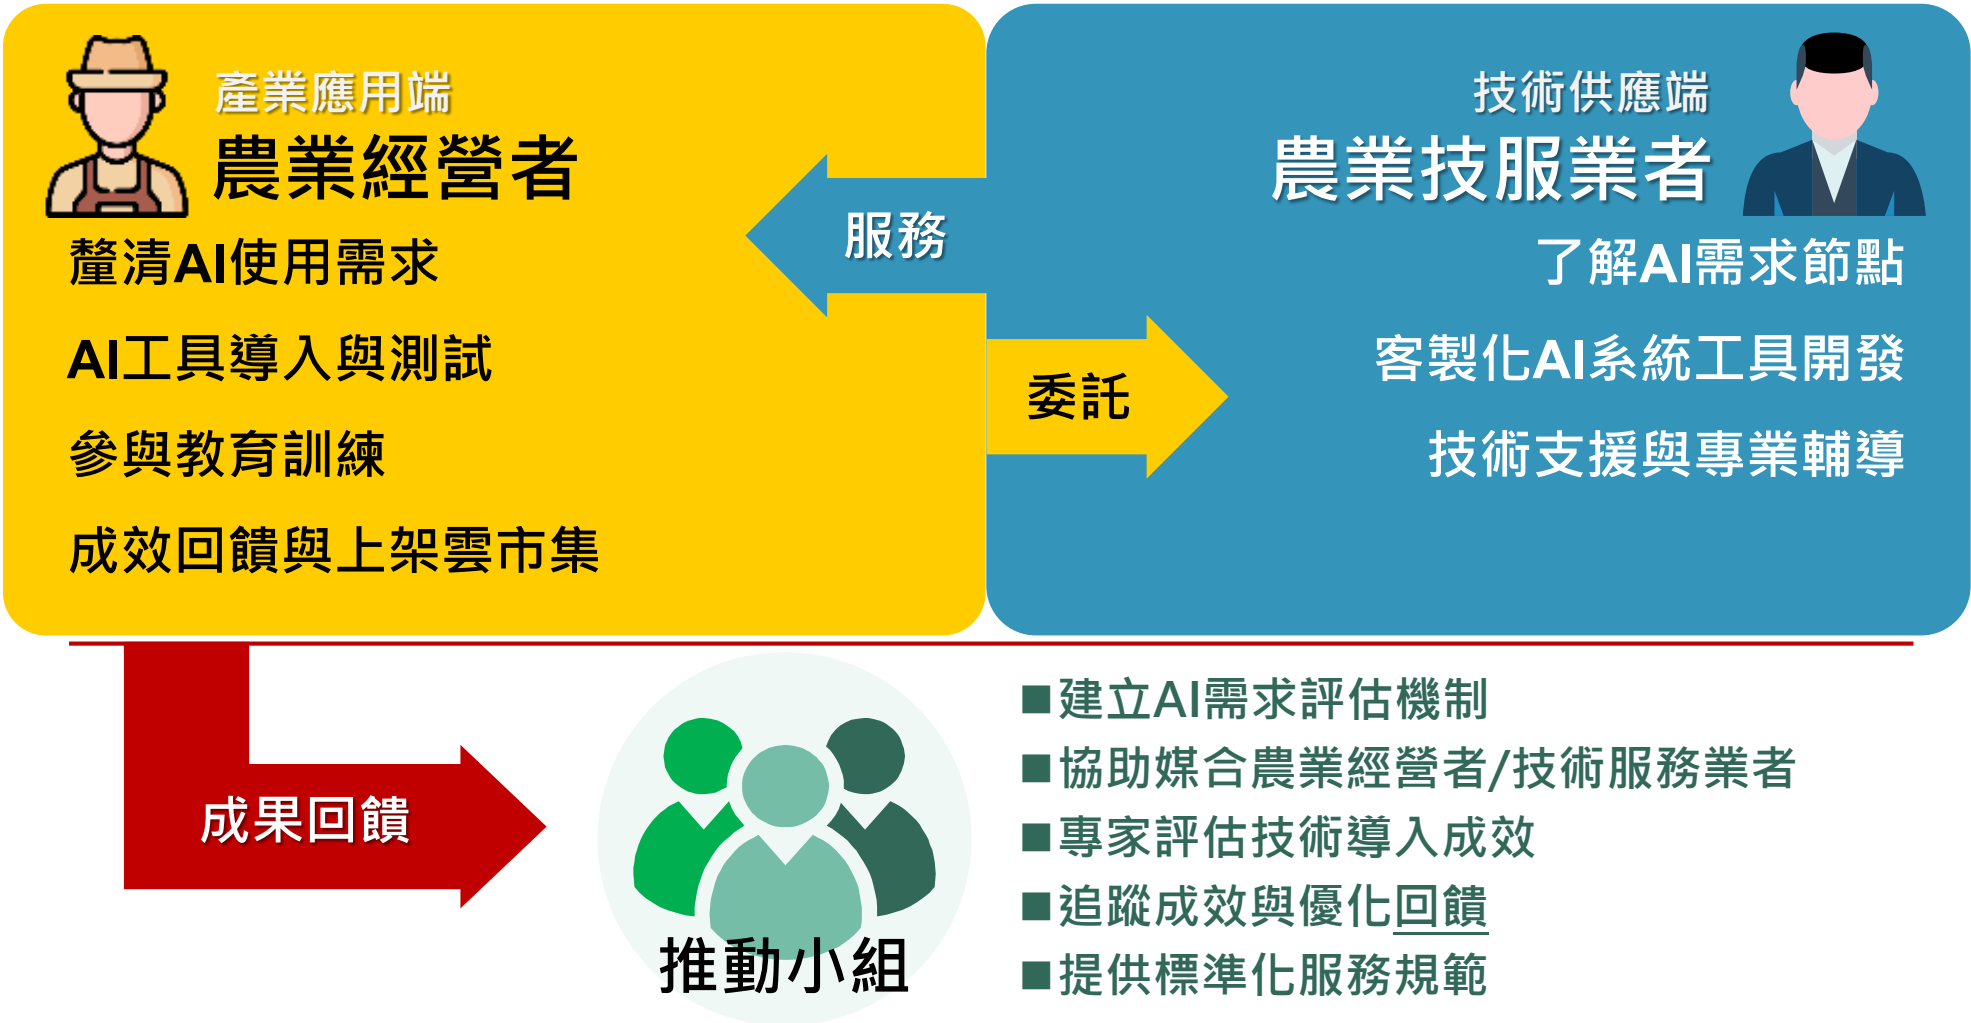 產業應用端
農業經營者
釐清AI使用需求
AI工具導入與測試
參與教育訓練
成效回饋與上架雲市集
服務
委託
技術供應端
農業技服業者
了解AI需求節點
客製化AI系統工具開發
技術支援與專業輔導
成果回饋
推動小組
■建立AI需求評估機制
■協助媒合農業經營者/技術服務業者
■專家評估技術導入成效
■追蹤成效與優化回饋
■提供標準化服務規範